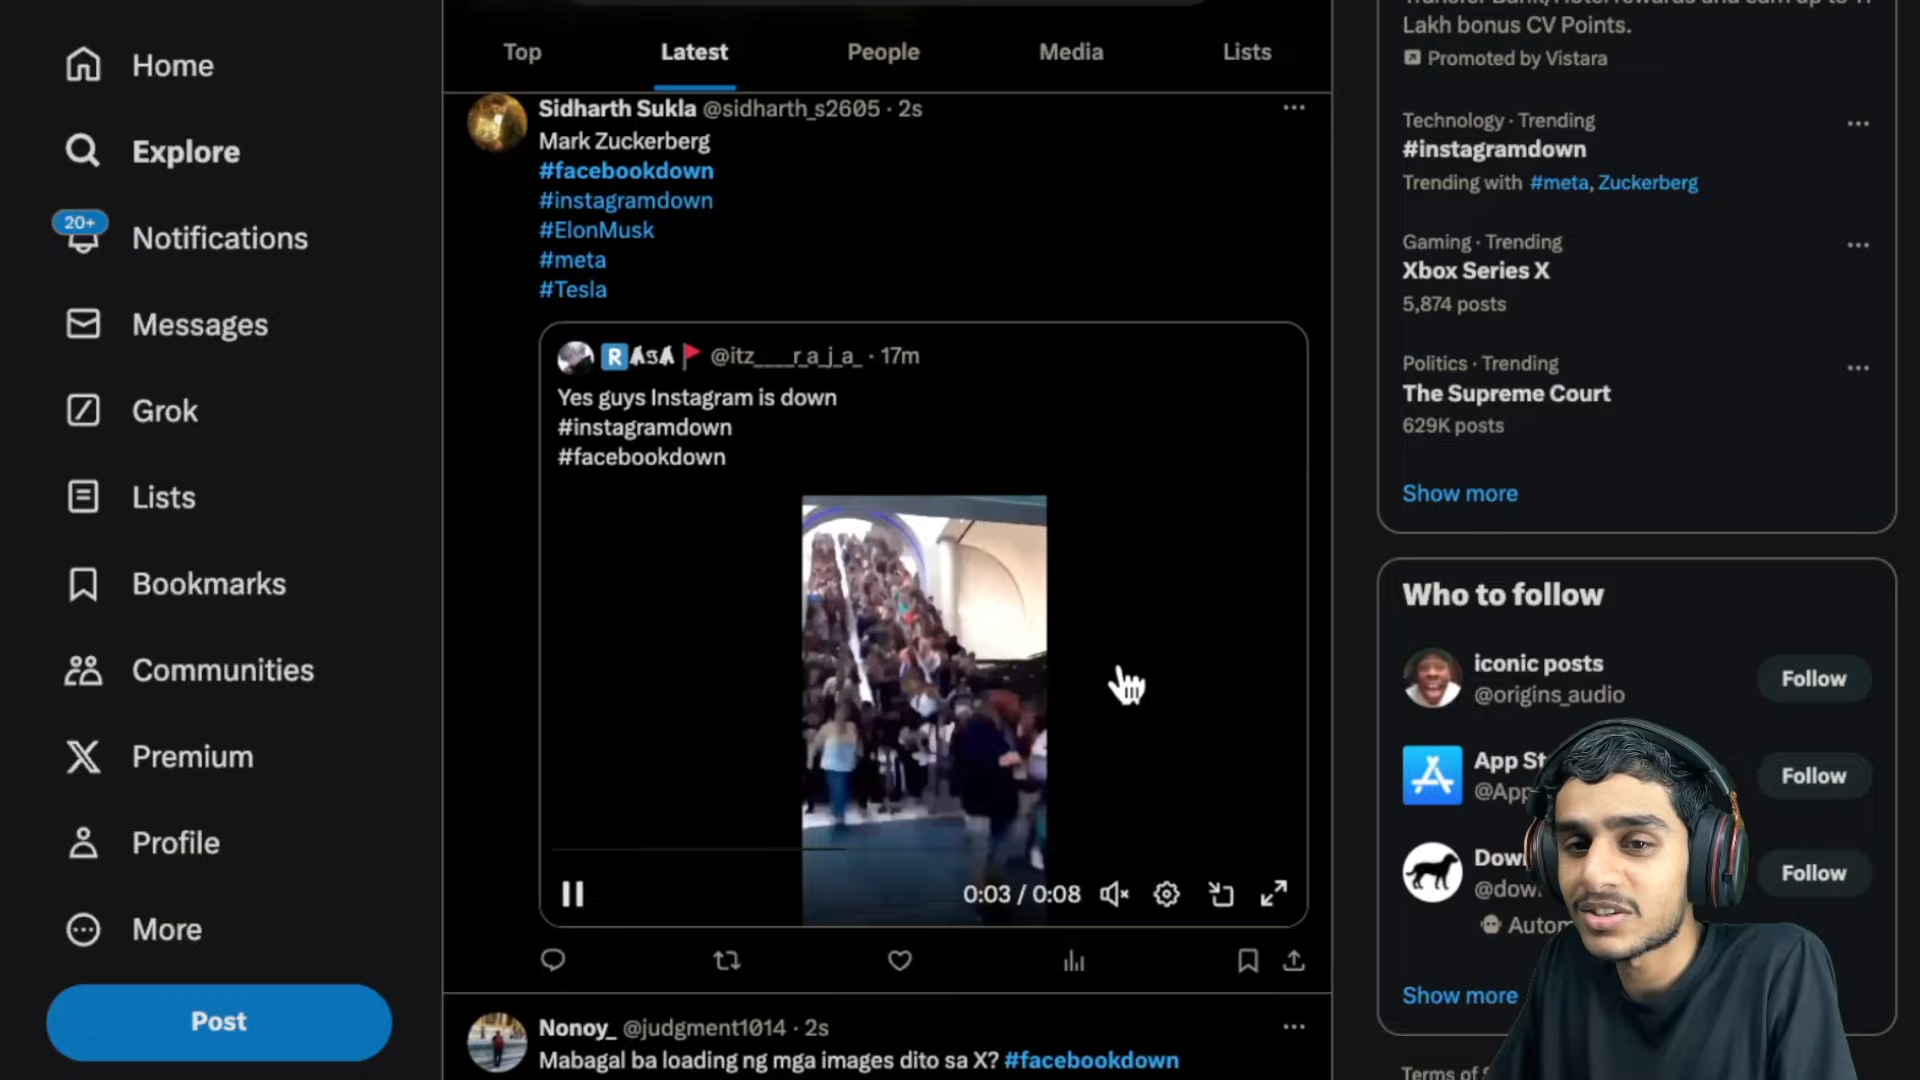 Home
Explore
20+
Notifications
Messages
Grok
Lists
Bookmarks
Communities
Premium
Profile
More
Post
Top
Latest
People
Media
Lists
Sidharth Sukla @sidharth_s2605 · 2s
Mark Zuckerberg
#facebookdown
#instagramdown
#ElonMusk
#meta
#Tesla
@itz____r_a_j_a_ · 17m
Yes guys Instagram is down
#instagramdown
#facebookdown
0:03 / 0:08
Nonoy_ @judgment1014 · 2s
Mabagal ba loading ng mga images dito sa X? #facebookdown
Lakh bonus CV Points.
Promoted by Vistara
Technology · Trending
#instagramdown
Trending with #meta, Zuckerberg
Gaming · Trending
Xbox Series X
5,874 posts
Politics · Trending
The Supreme Court
629K posts
Show more
Who to follow
iconic posts
@origins_audio
Follow
App
Follow
Follow
Show more
Terms of